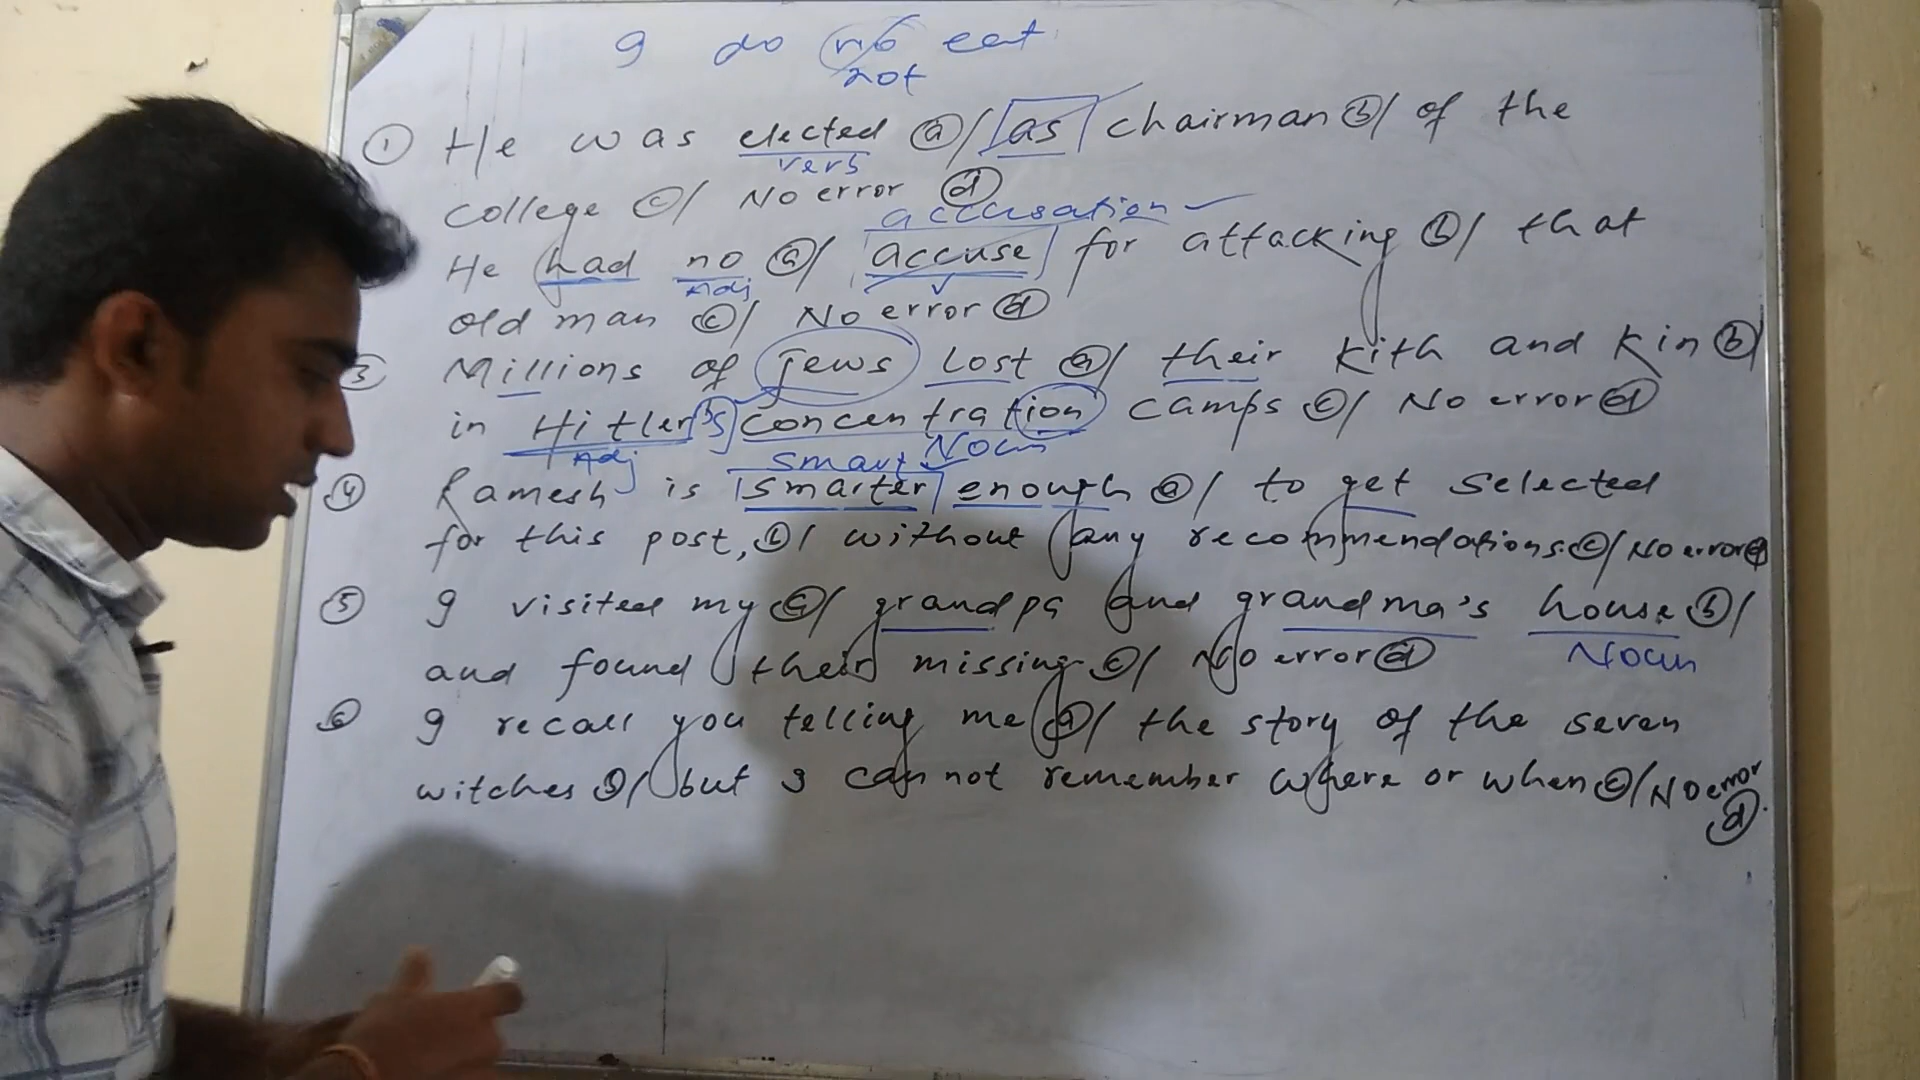 I do no eat
not
① He was elected ⓐ/ as chairman ⓑ/ of the
verb
college ⓒ/ No error ⓓ
accusation
He had no ⓐ/ accuse for attacking ⓑ/ that
Adj
old man ⓒ/ No error ⓓ
③ Millions of Jews Lost ⓐ/ their kith and kin ⓑ/
in Hitler's concentration camps ⓒ/ No error ⓓ
Adj smart Noun
④ Ramesh is smarter enough ⓐ/ to get selected
for this post, ⓑ/ without any recommendations. ⓒ/ No error ⓓ
⑤ I visited my ⓐ/ grandpa and grandma's house ⓑ/
and found their missing. ⓒ/ No error ⓓ Noun
⑥ I recall you telling me ⓐ/ the story of the seven
witches ⓑ/ but I can not remember where or when ⓒ/ No error
ⓓ.